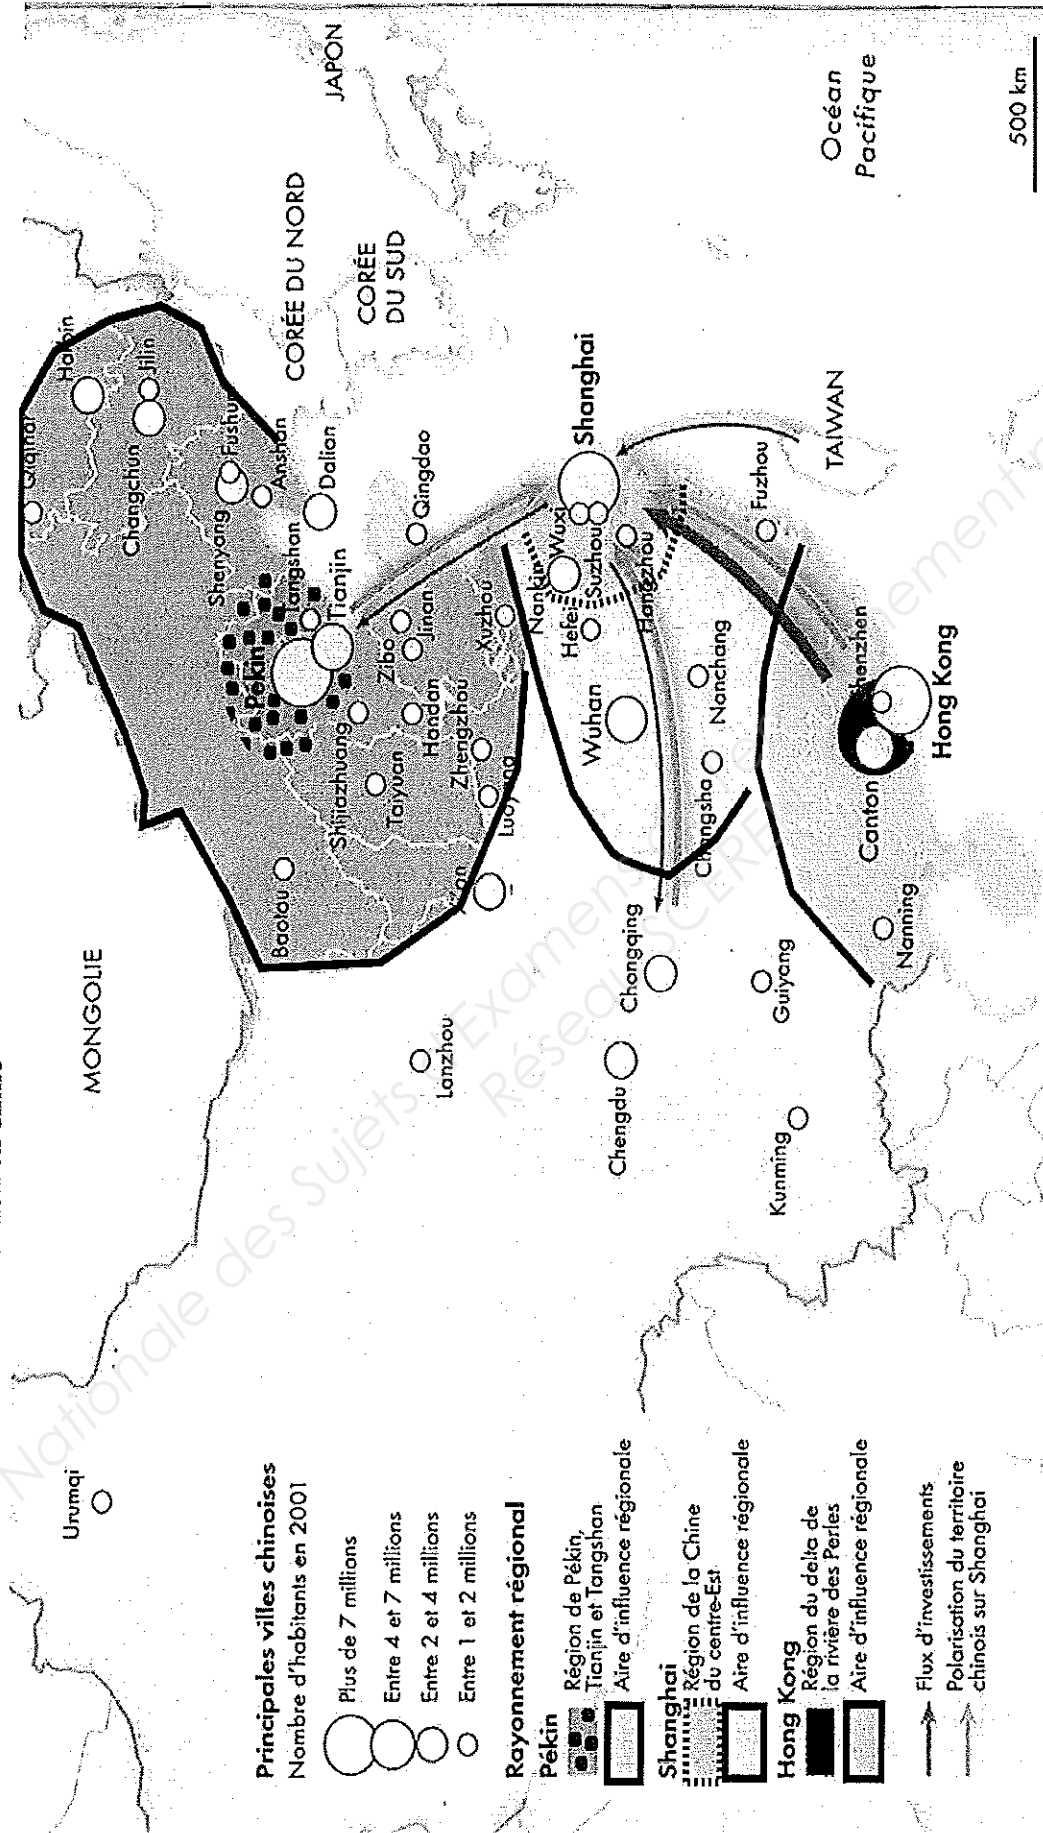 MONGOLIE
JAPON
CORÉE DU NORD
CORÉE
DU SUD
TAIWAN
Océan
Pacifique
500 km
Urumqi
Qiqihar
Harbin
Changchun
Jilin
Shenyang
Fushun
Anshan
Dalian
Pékin
Tangshan
Tianjin
Baotou
Shijiazhuang
Taiyuan
Zibo
Jinan
Handan
Qingdao
Zhengzhou
Luoyang
Xuzhou
Lanzhou
Nankin
Wuxi
Suzhou
Shanghai
Hefei
Hangzhou
Wuhan
Nanchang
Changsha
Chongqing
Chengdu
Guiyang
Kunming
Fuzhou
Nanning
Canton
Shenzhen
Hong Kong
Principales villes chinoises
Nombre d'habitants en 2001
Plus de 7 millions
Entre 4 et 7 millions
Entre 2 et 4 millions
Entre 1 et 2 millions
Rayonnement régional
Pékin
Région de Pékin,
Tianjin et Tangshan
Aire d'influence régionale
Shanghai
Région de la Chine
du centre-Est
Aire d'influence régionale
Hong Kong
Région du delta de
la rivière des Perles
Aire d'influence régionale
Flux d'investissements
Polarisation du territoire
chinois sur Shanghai
Nationale des Sujets d'Examens
Réseau SCEREN